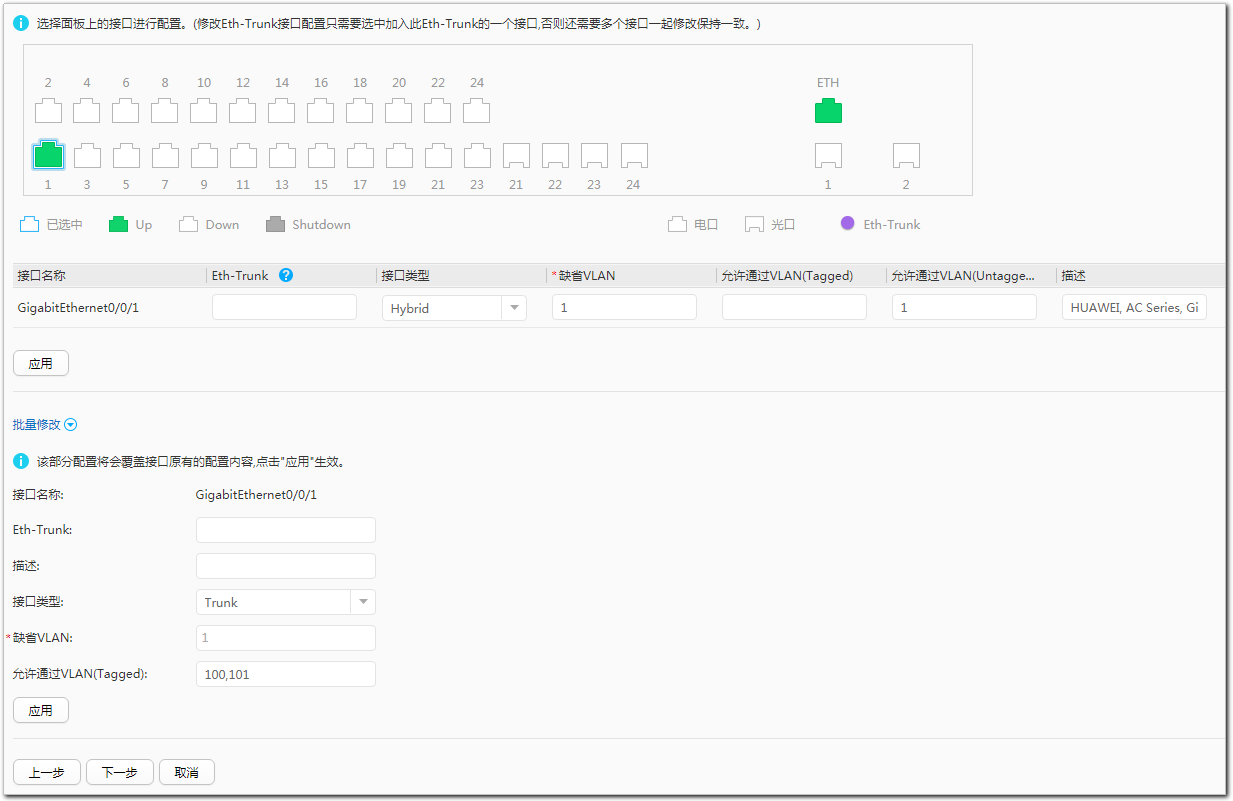 选择面板上的接口进行配置。(修改Eth-Trunk接口配置只需要选中加入此Eth-Trunk的一个接口,否则还需要多个接口一起修改保持一致。)
2 4 6 8 10 12 14 16 18 20 22 24 ETH
1 3 5 7 9 11 13 15 17 19 21 23 21 22 23 24 1 2
已选中 Up Down Shutdown 电口 光口 Eth-Trunk
接口名称 Eth-Trunk ? 接口类型 *缺省VLAN 允许通过VLAN(Tagged) 允许通过VLAN(Untagge... 描述
GigabitEthernet0/0/1 Hybrid 1 1 HUAWEI, AC Series, Gi
应用
批量修改
该部分配置将会覆盖接口原有的配置内容,点击"应用"生效。
接口名称: GigabitEthernet0/0/1
Eth-Trunk:
描述:
接口类型: Trunk
*缺省VLAN: 1
允许通过VLAN(Tagged): 100,101
应用
上一步 下一步 取消